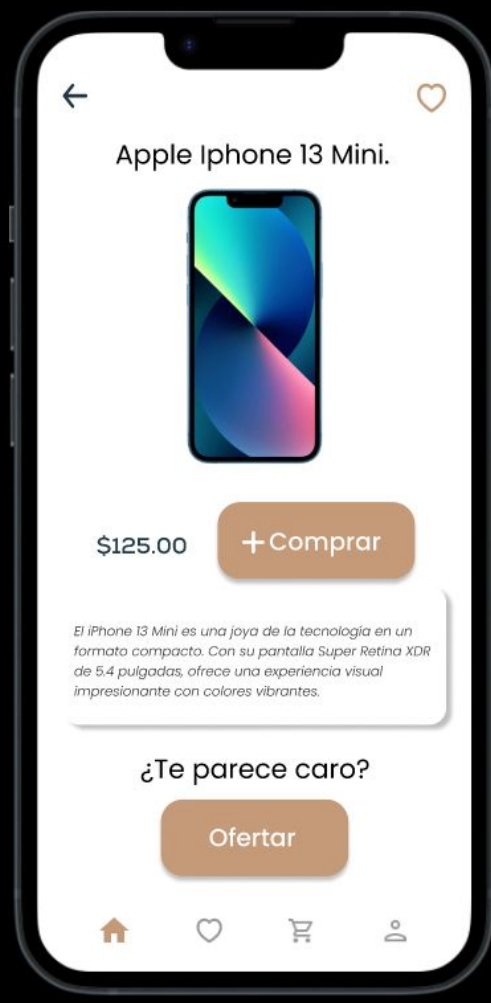 Apple Iphone 13 Mini.
$125.00
+Comprar
El iPhone 13 Mini es una joya de la tecnología en un
formato compacto. Con su pantalla Super Retina XDR
de 5.4 pulgadas, ofrece una experiencia visual
impresionante con colores vibrantes.
¿Te parece caro?
Ofertar